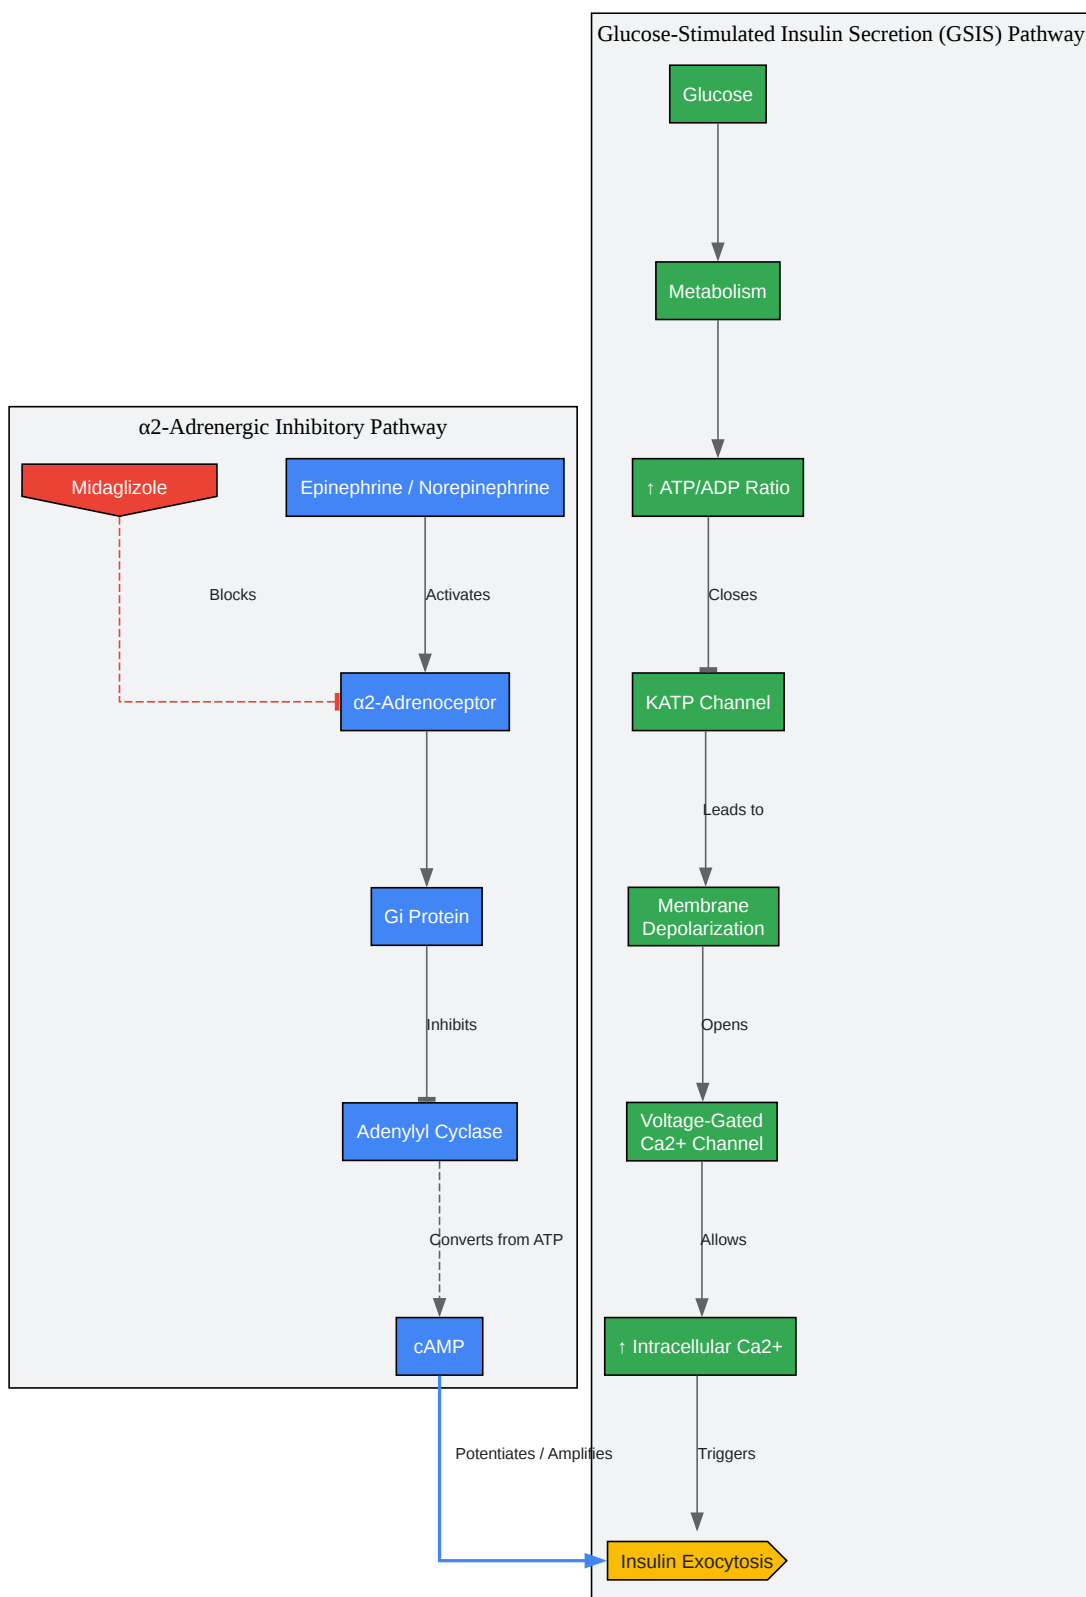 Glucose-Stimulated Insulin Secretion (GSIS) Pathway
Glucose
Metabolism
↑ ATP/ADP Ratio
Closes
KATP Channel
Leads to
Membrane
Depolarization
Opens
Voltage-Gated
Ca2+ Channel
Allows
↑ Intracellular Ca2+
Triggers
Insulin Exocytosis
α2-Adrenergic Inhibitory Pathway
Midaglizole
Epinephrine / Norepinephrine
Blocks
Activates
α2-Adrenoceptor
Gi Protein
Inhibits
Adenylyl Cyclase
Converts from ATP
cAMP
Potentiates / Amplifies